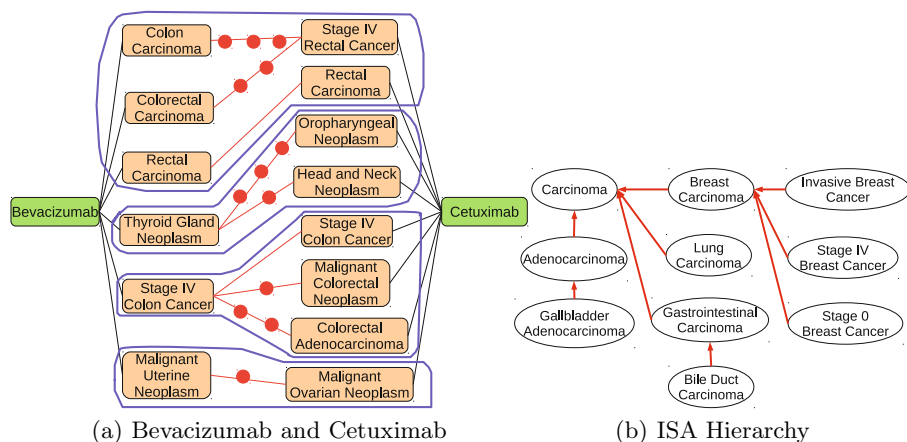 Colon
Carcinoma
Stage IV
Rectal Cancer
Colorectal
Carcinoma
Rectal
Carcinoma
Rectal
Carcinoma
Oropharyngeal
Neoplasm
Head and Neck
Neoplasm
Bevacizumab
Cetuximab
Thyroid Gland
Neoplasm
Stage IV
Colon Cancer
Stage IV
Colon Cancer
Malignant
Colorectal
Neoplasm
Colorectal
Adenocarcinoma
Malignant
Uterine
Neoplasm
Malignant
Ovarian Neoplasm
(a) Bevacizumab and Cetuximab
Carcinoma
Breast
Carcinoma
Invasive Breast
Cancer
Adenocarcinoma
Lung
Carcinoma
Stage IV
Breast Cancer
Gallbladder
Adenocarcinoma
Gastrointestinal
Carcinoma
Stage 0
Breast Cancer
Bile Duct
Carcinoma
(b) ISA Hierarchy